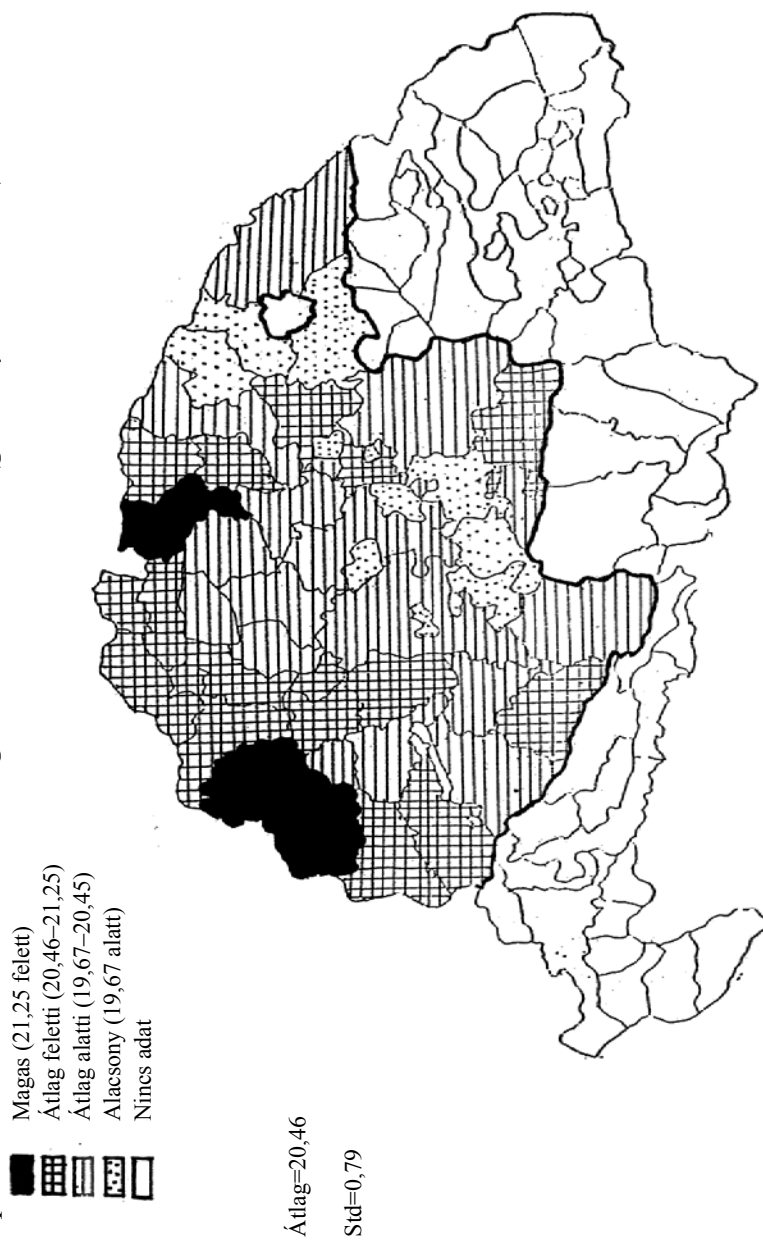 Magas (21,25 felett)
Átlag feletti (20,46–21,25)
Átlag alatti (19,67–20,45)
Alacsony (19,67 alatt)
Nincs adat
Átlag=20,46
Std=0,79